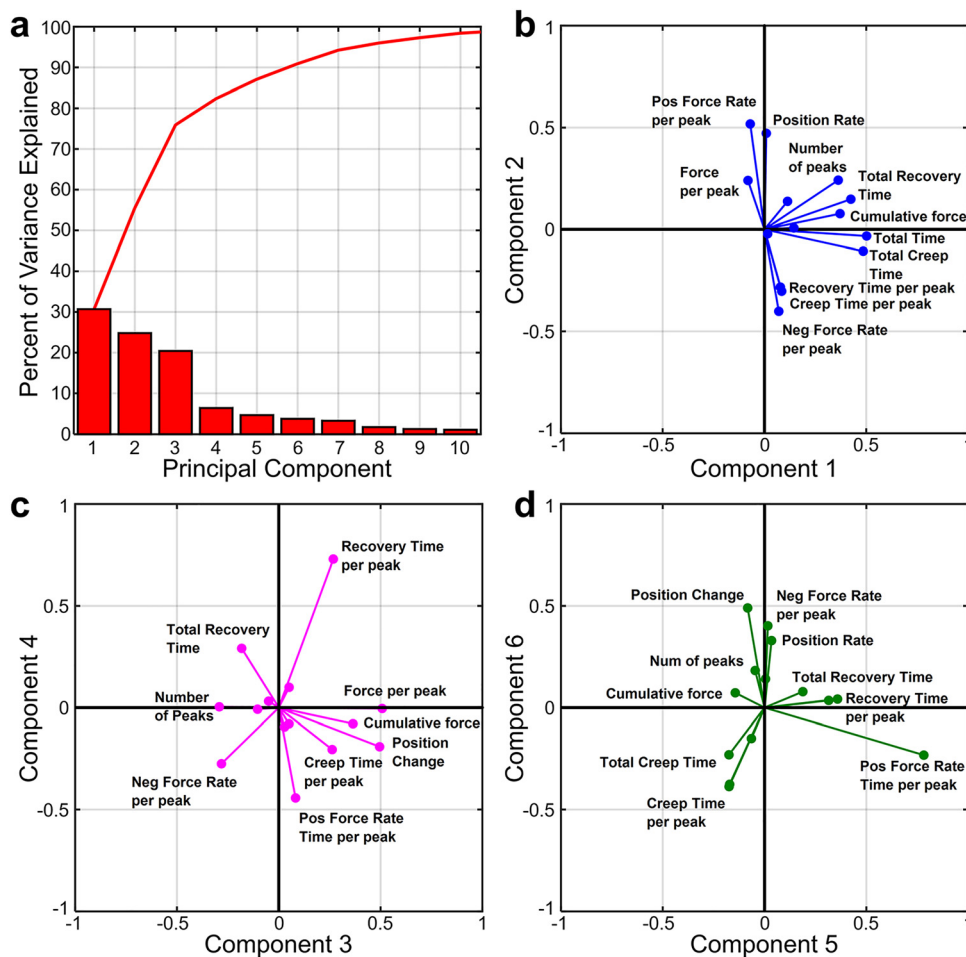 a
Percent of Variance Explained
100
90
80
70
60
50
40
30
20
10
0
1 2 3 4 5 6 7 8 9 10
Principal Component
b
Component 2
1
0.5
0
-0.5
-1
Pos Force Rate
per peak
Position Rate
Number
of peaks
Force
per peak
Total Recovery
Time
Cumulative force
Total Time
Total Creep
Time
Recovery Time per peak
Creep Time per peak
Neg Force Rate
per peak
-1 -0.5 0 0.5 1
Component 1
c
Component 4
1
0.5
0
-0.5
-1
Recovery Time
per peak
Total Recovery
Time
Number
of Peaks
Force per peak
Cumulative force
Position
Change
Creep Time
per peak
Neg Force Rate
per peak
Pos Force Rate
Time per peak
-1 -0.5 0 0.5 1
Component 3
d
Component 6
1
0.5
0
-0.5
-1
Position Change
Neg Force Rate
per peak
Position Rate
Num of peaks
Total Recovery Time
Cumulative force
Recovery Time
per peak
Total Creep Time
Pos Force Rate
Time per peak
Creep Time
per peak
-1 -0.5 0 0.5 1
Component 5